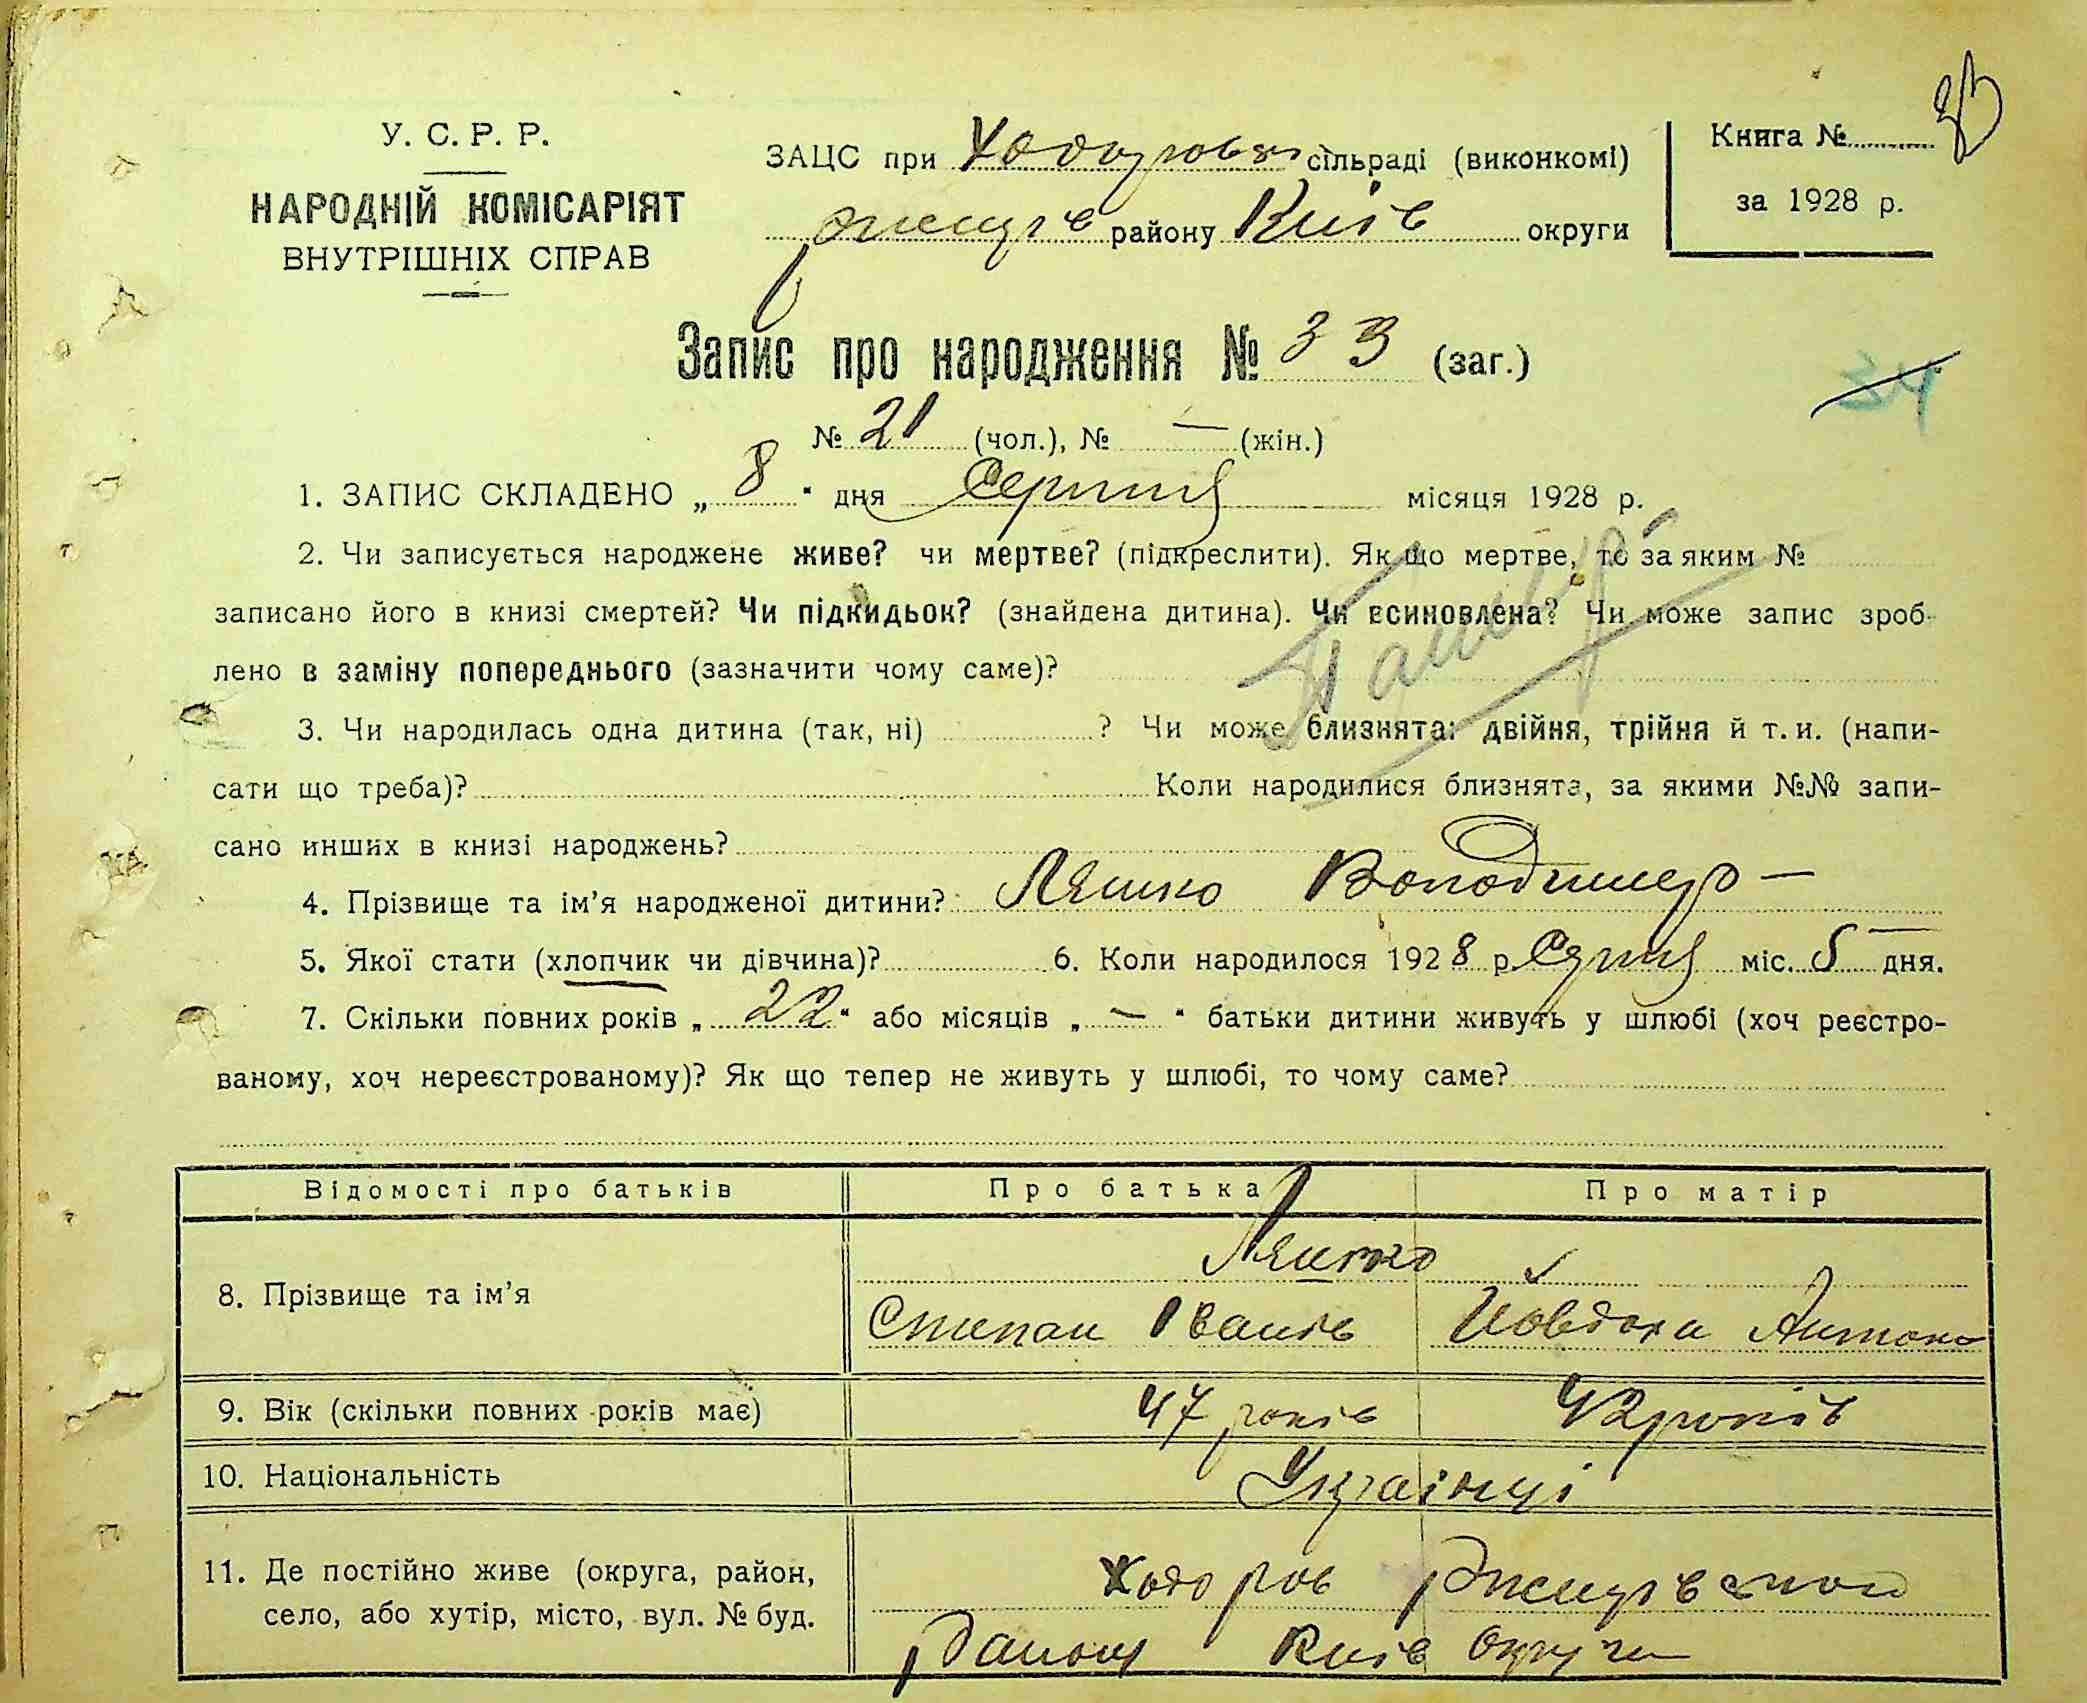 У. С. Р. Р.
НАРОДНІЙ КОМІСАРІЯТ
ВНУТРІШНІХ СПРАВ
ЗАЦС при Ходорові сільраді (виконкомі)
Ржищів району Київ округи
Книга №
за 1928 р.
Запис про народження № 33 (заг.)
34
№ 21 (чол.), № — (жін.)
1. ЗАПИС СКЛАДЕНО „ 8 " дня Серпня місяця 1928 р.
2. Чи записується народжене живе? чи мертве? (підкреслити). Як що мертве, то за яким №
записано його в книзі смертей? Чи підкидьок? (знайдена дитина). Чи всиновлена? Чи може запис зроб-
лено в заміну попереднього (зазначити чому саме)?
3. Чи народилась одна дитина (так, ні) ? Чи може близнята: двійня, трійня й т. и. (напи-
сати що треба)? Коли народилися близнята, за якими №№ запи-
сано инших в книзі народжень?
4. Прізвище та ім'я народженої дитини? Ляшко Володимир —
5. Якої стати (хлопчик чи дівчина)? 6. Коли народилося 1928 р. Серпня міс. 5 дня.
7. Скільки повних років „ 22 " або місяців „ — " батьки дитини живуть у шлюбі (хоч реєстро-
ваному, хоч нереєстрованому)? Як що тепер не живуть у шлюбі, то чому саме?
Відомості про батьків Про батька Про матір
8. Прізвище та ім'я Ляшко
Степан Іванів Йовдоха Антонов
9. Вік (скільки повних років має) 47 років 42 років
10. Національність Українці
11. Де постійно живе (округа, район, село, або хутір, місто, вул. № буд. Ходоров Ржищівського
Району Київ Округи